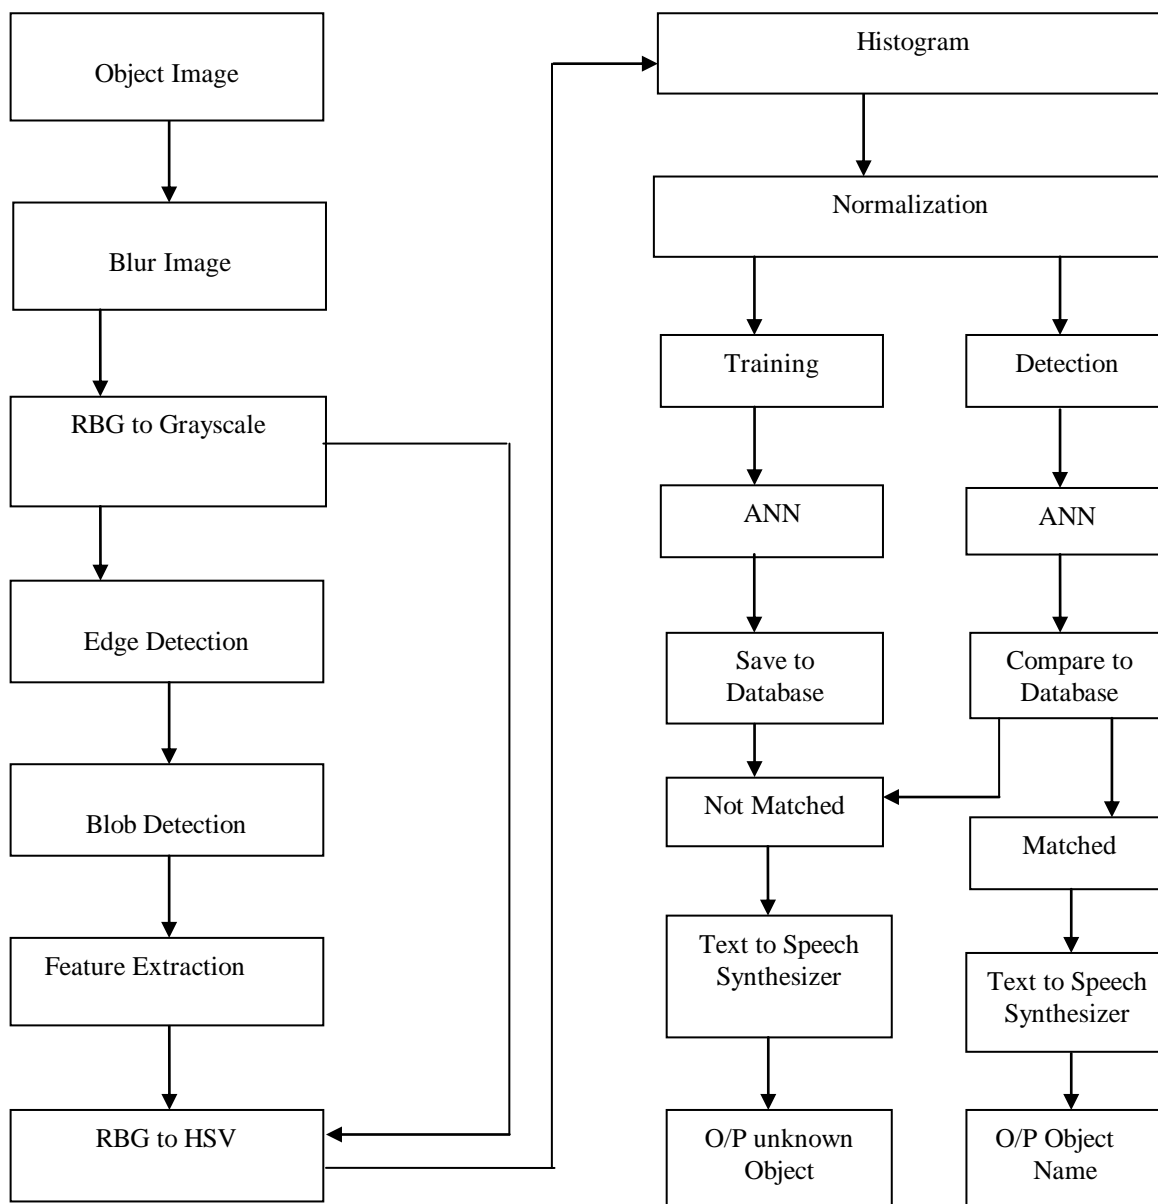 Object Image
Blur Image
RBG to Grayscale
Edge Detection
Blob Detection
Feature Extraction
RBG to HSV
Histogram
Normalization
Training
Detection
ANN
ANN
Save to
Database
Compare to
Database
Not Matched
Matched
Text to Speech
Synthesizer
Text to Speech
Synthesizer
O/P unknown
Object
O/P Object
Name